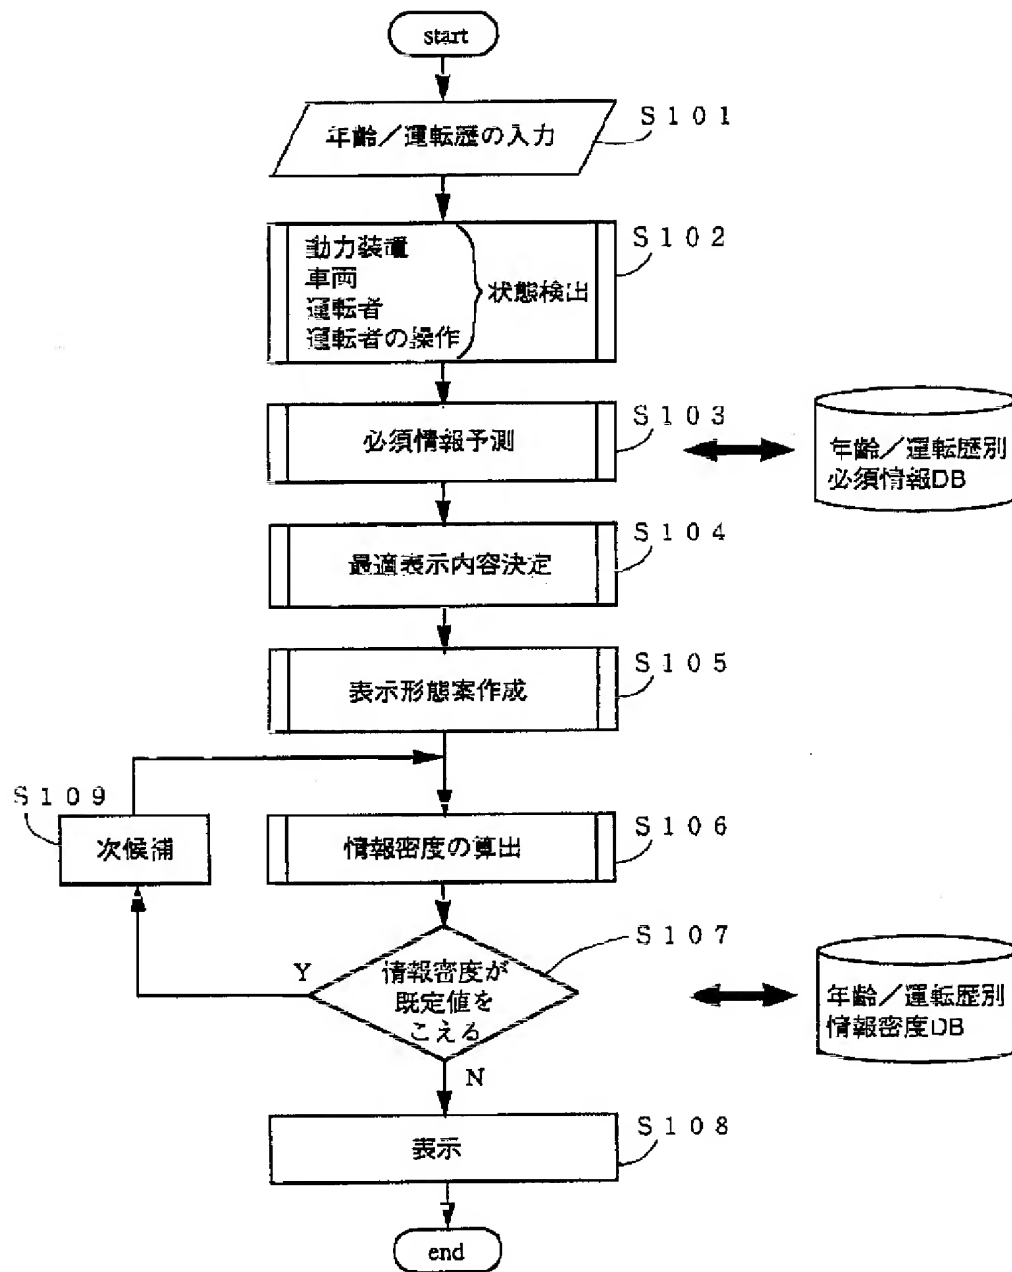 start
S101
年齢／運転歴の入力
S102
動力装置
車両
運転者
運転者の操作
状態検出
S103
必須情報予測
年齢／運転歴別
必須情報DB
S104
最適表示内容決定
S105
表示形態案作成
S109
次候補
S106
情報密度の算出
S107
Y
情報密度が
既定値を
こえる
年齢／運転歴別
情報密度DB
N
S108
表示
end